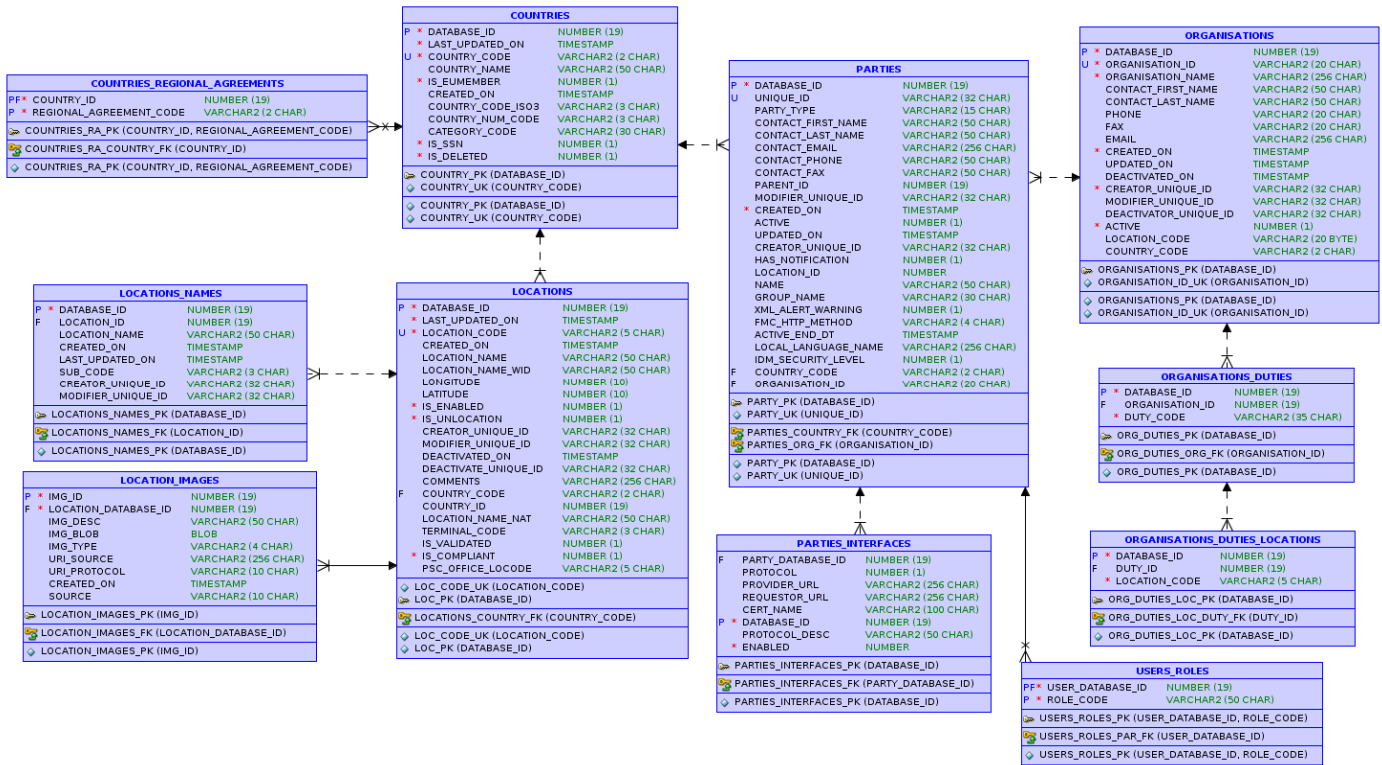 COUNTRIES
P * DATABASE_ID NUMBER (19)
* LAST_UPDATED_ON TIMESTAMP
U * COUNTRY_CODE VARCHAR2 (2 CHAR)
COUNTRY_NAME VARCHAR2 (50 CHAR)
* IS_EUMEMBER NUMBER (1)
CREATED_ON TIMESTAMP
COUNTRY_CODE_ISO3 VARCHAR2 (3 CHAR)
COUNTRY_NUM_CODE VARCHAR2 (3 CHAR)
CATEGORY_CODE VARCHAR2 (30 CHAR)
* IS_SSN NUMBER (1)
* IS_DELETED NUMBER (1)
COUNTRY_PK (DATABASE_ID)
COUNTRY_UK (COUNTRY_CODE)
COUNTRY_PK (DATABASE_ID)
COUNTRY_UK (COUNTRY_CODE)
COUNTRIES_REGIONAL_AGREEMENTS
PF* COUNTRY_ID NUMBER (19)
P * REGIONAL_AGREEMENT_CODE VARCHAR2 (2 CHAR)
COUNTRIES_RA_PK (COUNTRY_ID, REGIONAL_AGREEMENT_CODE)
COUNTRIES_RA_COUNTRY_FK (COUNTRY_ID)
COUNTRIES_RA_PK (COUNTRY_ID, REGIONAL_AGREEMENT_CODE)
PARTIES
P * DATABASE_ID NUMBER (19)
U UNIQUE_ID VARCHAR2 (32 CHAR)
PARTY_TYPE VARCHAR2 (15 CHAR)
CONTACT_FIRST_NAME VARCHAR2 (50 CHAR)
CONTACT_LAST_NAME VARCHAR2 (50 CHAR)
CONTACT_EMAIL VARCHAR2 (256 CHAR)
CONTACT_PHONE VARCHAR2 (50 CHAR)
CONTACT_FAX VARCHAR2 (50 CHAR)
PARENT_ID NUMBER (19)
MODIFIER_UNIQUE_ID VARCHAR2 (32 CHAR)
* CREATED_ON TIMESTAMP
ACTIVE NUMBER (1)
UPDATED_ON TIMESTAMP
CREATOR_UNIQUE_ID VARCHAR2 (32 CHAR)
HAS_NOTIFICATION NUMBER (1)
LOCATION_ID NUMBER
NAME VARCHAR2 (50 CHAR)
GROUP_NAME VARCHAR2 (30 CHAR)
XML_ALERT_WARNING NUMBER (1)
FMC_HTTP_METHOD VARCHAR2 (4 CHAR)
ACTIVE_END_DT TIMESTAMP
LOCAL_LANGUAGE_NAME VARCHAR2 (256 CHAR)
IDM_SECURITY_LEVEL NUMBER (1)
F COUNTRY_CODE VARCHAR2 (2 CHAR)
F ORGANISATION_ID VARCHAR2 (20 CHAR)
PARTY_PK (DATABASE_ID)
PARTY_UK (UNIQUE_ID)
PARTIES_COUNTRY_FK (COUNTRY_CODE)
PARTIES_ORG_FK (ORGANISATION_ID)
PARTY_PK (DATABASE_ID)
PARTY_UK (UNIQUE_ID)
ORGANISATIONS
P * DATABASE_ID NUMBER (19)
U * ORGANISATION_ID VARCHAR2 (20 CHAR)
* ORGANISATION_NAME VARCHAR2 (256 CHAR)
CONTACT_FIRST_NAME VARCHAR2 (50 CHAR)
CONTACT_LAST_NAME VARCHAR2 (50 CHAR)
PHONE VARCHAR2 (20 CHAR)
FAX VARCHAR2 (20 CHAR)
EMAIL VARCHAR2 (256 CHAR)
* CREATED_ON TIMESTAMP
UPDATED_ON TIMESTAMP
DEACTIVATED_ON TIMESTAMP
* CREATOR_UNIQUE_ID VARCHAR2 (32 CHAR)
MODIFIER_UNIQUE_ID VARCHAR2 (32 CHAR)
DEACTIVATOR_UNIQUE_ID VARCHAR2 (32 CHAR)
* ACTIVE NUMBER (1)
LOCATION_CODE VARCHAR2 (20 BYTE)
COUNTRY_CODE VARCHAR2 (2 CHAR)
ORGANISATIONS_PK (DATABASE_ID)
ORGANISATION_ID_UK (ORGANISATION_ID)
ORGANISATIONS_PK (DATABASE_ID)
ORGANISATION_ID_UK (ORGANISATION_ID)
LOCATIONS_NAMES
P * DATABASE_ID NUMBER (19)
F LOCATION_ID NUMBER (19)
LOCATION_NAME VARCHAR2 (50 CHAR)
CREATED_ON TIMESTAMP
LAST_UPDATED_ON TIMESTAMP
SUB_CODE VARCHAR2 (3 CHAR)
CREATOR_UNIQUE_ID VARCHAR2 (32 CHAR)
MODIFIER_UNIQUE_ID VARCHAR2 (32 CHAR)
LOCATIONS_NAMES_PK (DATABASE_ID)
LOCATIONS_NAMES_FK (LOCATION_ID)
LOCATIONS_NAMES_PK (DATABASE_ID)
LOCATIONS
P * DATABASE_ID NUMBER (19)
* LAST_UPDATED_ON TIMESTAMP
U * LOCATION_CODE VARCHAR2 (5 CHAR)
CREATED_ON TIMESTAMP
LOCATION_NAME VARCHAR2 (50 CHAR)
LOCATION_NAME_WID VARCHAR2 (50 CHAR)
LONGITUDE NUMBER (10)
LATITUDE NUMBER (10)
* IS_ENABLED NUMBER (1)
* IS_UNLOCATION NUMBER (1)
CREATOR_UNIQUE_ID VARCHAR2 (32 CHAR)
MODIFIER_UNIQUE_ID VARCHAR2 (32 CHAR)
DEACTIVATED_ON TIMESTAMP
DEACTIVATE_UNIQUE_ID VARCHAR2 (32 CHAR)
COMMENTS VARCHAR2 (256 CHAR)
F COUNTRY_CODE VARCHAR2 (2 CHAR)
COUNTRY_ID NUMBER (19)
LOCATION_NAME_NAT VARCHAR2 (50 CHAR)
TERMINAL_CODE VARCHAR2 (3 CHAR)
IS_VALIDATED NUMBER (1)
* IS_COMPLIANT NUMBER (1)
PSC_OFFICE_LOCODE VARCHAR2 (5 CHAR)
LOC_CODE_UK (LOCATION_CODE)
LOC_PK (DATABASE_ID)
LOCATIONS_COUNTRY_FK (COUNTRY_CODE)
LOC_CODE_UK (LOCATION_CODE)
LOC_PK (DATABASE_ID)
LOCATION_IMAGES
P * IMG_ID NUMBER (19)
F * LOCATION_DATABASE_ID NUMBER (19)
IMG_DESC VARCHAR2 (50 CHAR)
IMG_BLOB BLOB
IMG_TYPE VARCHAR2 (4 CHAR)
URI_SOURCE VARCHAR2 (256 CHAR)
URI_PROTOCOL VARCHAR2 (10 CHAR)
CREATED_ON TIMESTAMP
SOURCE VARCHAR2 (10 CHAR)
LOCATION_IMAGES_PK (IMG_ID)
LOCATION_IMAGES_FK (LOCATION_DATABASE_ID)
LOCATION_IMAGES_PK (IMG_ID)
ORGANISATIONS_DUTIES
P * DATABASE_ID NUMBER (19)
F ORGANISATION_ID NUMBER (19)
* DUTY_CODE VARCHAR2 (35 CHAR)
ORG_DUTIES_PK (DATABASE_ID)
ORG_DUTIES_ORG_FK (ORGANISATION_ID)
ORG_DUTIES_PK (DATABASE_ID)
PARTIES_INTERFACES
F PARTY_DATABASE_ID NUMBER (19)
PROTOCOL NUMBER (1)
PROVIDER_URL VARCHAR2 (256 CHAR)
REQUESTOR_URL VARCHAR2 (256 CHAR)
CERT_NAME VARCHAR2 (100 CHAR)
P * DATABASE_ID NUMBER (19)
PROTOCOL_DESC VARCHAR2 (50 CHAR)
* ENABLED NUMBER
PARTIES_INTERFACES_PK (DATABASE_ID)
PARTIES_INTERFACES_FK (PARTY_DATABASE_ID)
PARTIES_INTERFACES_PK (DATABASE_ID)
ORGANISATIONS_DUTIES_LOCATIONS
P * DATABASE_ID NUMBER (19)
F DUTY_ID NUMBER (19)
* LOCATION_CODE VARCHAR2 (5 CHAR)
ORG_DUTIES_LOC_PK (DATABASE_ID)
ORG_DUTIES_LOC_DUTY_FK (DUTY_ID)
ORG_DUTIES_LOC_PK (DATABASE_ID)
USERS_ROLES
PF* USER_DATABASE_ID NUMBER (19)
P * ROLE_CODE VARCHAR2 (50 CHAR)
USERS_ROLES_PK (USER_DATABASE_ID, ROLE_CODE)
USERS_ROLES_PAR_FK (USER_DATABASE_ID)
USERS_ROLES_PK (USER_DATABASE_ID, ROLE_CODE)